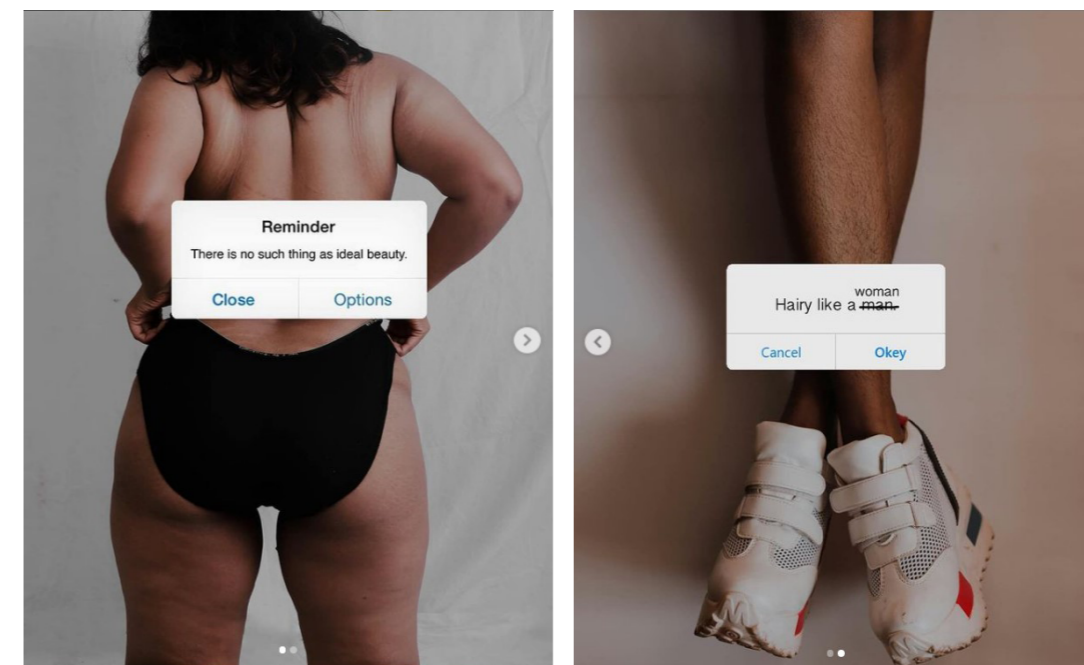 Reminder
There is no such thing as ideal beauty.
Close Options
woman
Hairy like a man.
Cancel Okey